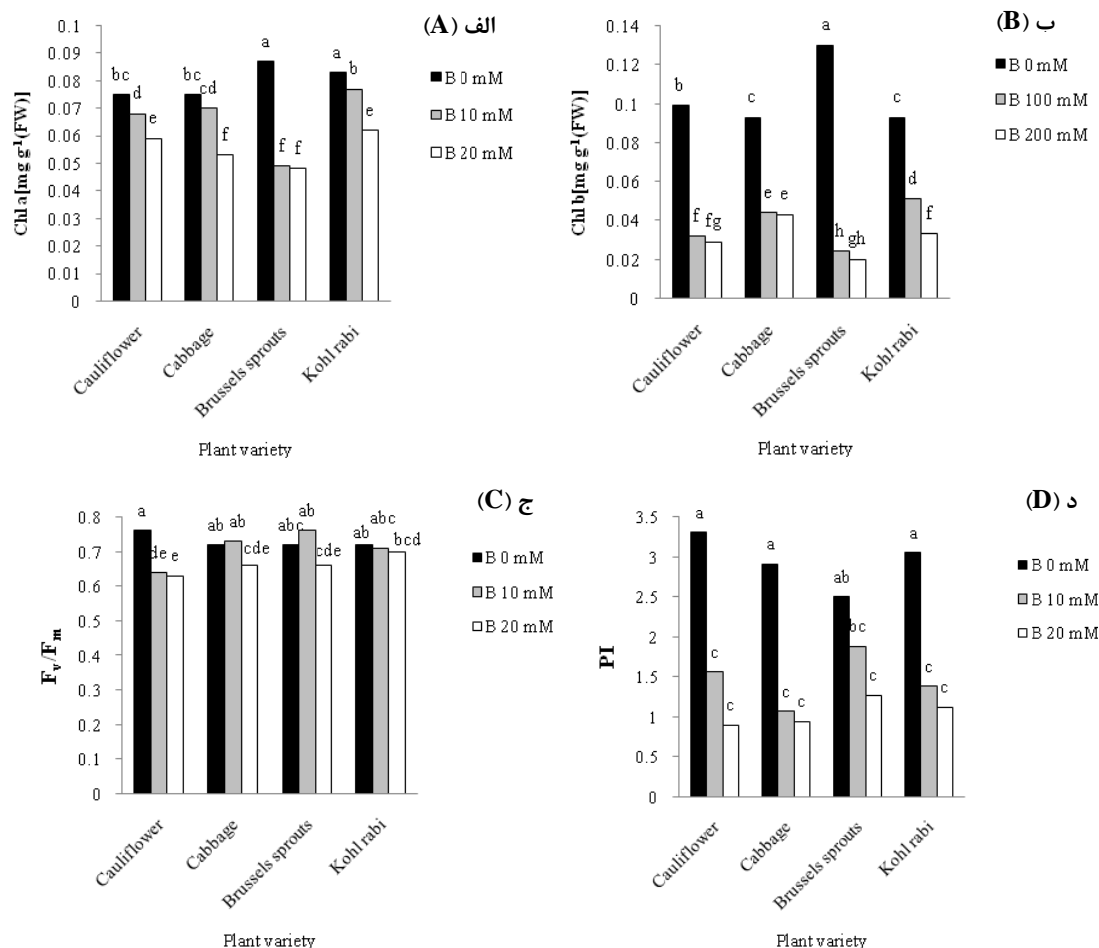 الف (A)
Chl a[mg g-1(FW)]
0.1
0.09
0.08
0.07
0.06
0.05
0.04
0.03
0.02
0.01
0
bc d e
bc cd f
a f f
a b e
B 0 mM
B 10 mM
B 20 mM
Cauliflower
Cabbage
Brussels sprouts
Kohl rabi
Plant variety
ب (B)
Chl b[mg g-1(FW)]
0.14
0.12
0.1
0.08
0.06
0.04
0.02
0
b f fg
c e e
a h gh
c d f
B 0 mM
B 100 mM
B 200 mM
Cauliflower
Cabbage
Brussels sprouts
Kohl rabi
Plant variety
ج (C)
Fv/Fm
0.8
0.7
0.6
0.5
0.4
0.3
0.2
0.1
0
a de e
ab ab cde
abc ab cde
ab abc bcd
B 0 mM
B 10 mM
B 20 mM
Cauliflower
Cabbage
Brussels sprouts
Kohl rabi
Plant variety
د (D)
PI
3.5
3
2.5
2
1.5
1
0.5
0
a c c
a c c
ab bc c
a c c
B 0 mM
B 10 mM
B 20 mM
Cauliflower
Cabbage
Brussels sprouts
Kohl rabi
Plant variety